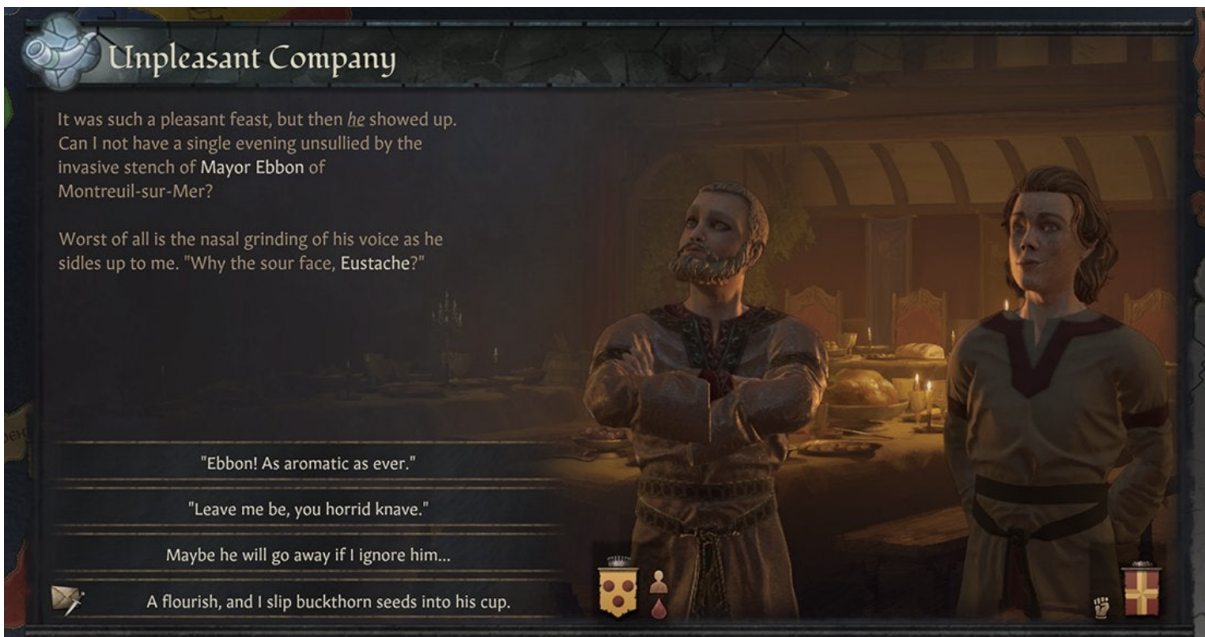 Unpleasant Company
It was such a pleasant feast, but then he showed up.
Can I not have a single evening unsullied by the
invasive stench of Mayor Ebbon of
Montreuil-sur-Mer?
Worst of all is the nasal grinding of his voice as he
sidles up to me. "Why the sour face, Eustache?"
"Ebbon! As aromatic as ever."
"Leave me be, you horrid knave."
Maybe he will go away if I ignore him...
A flourish, and I slip buckthorn seeds into his cup.